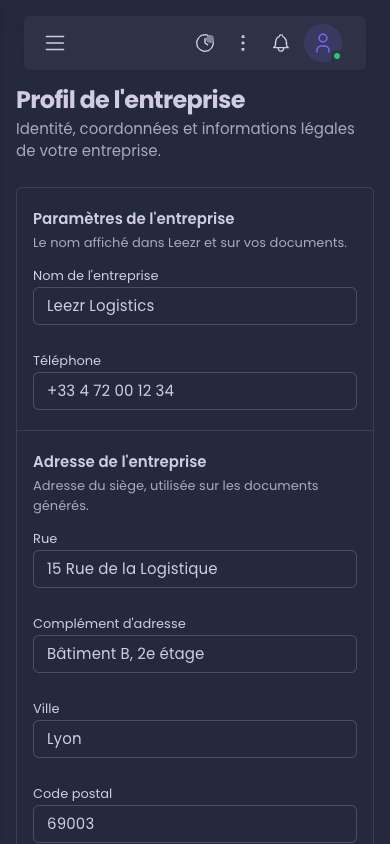 Profil de l'entreprise
Identité, coordonnées et informations légales
de votre entreprise.
Paramètres de l'entreprise
Le nom affiché dans Leezr et sur vos documents.
Nom de l'entreprise
Leezr Logistics
Téléphone
+33 4 72 00 12 34
Adresse de l'entreprise
Adresse du siège, utilisée sur les documents
générés.
Rue
15 Rue de la Logistique
Complément d'adresse
Bâtiment B, 2e étage
Ville
Lyon
Code postal
69003